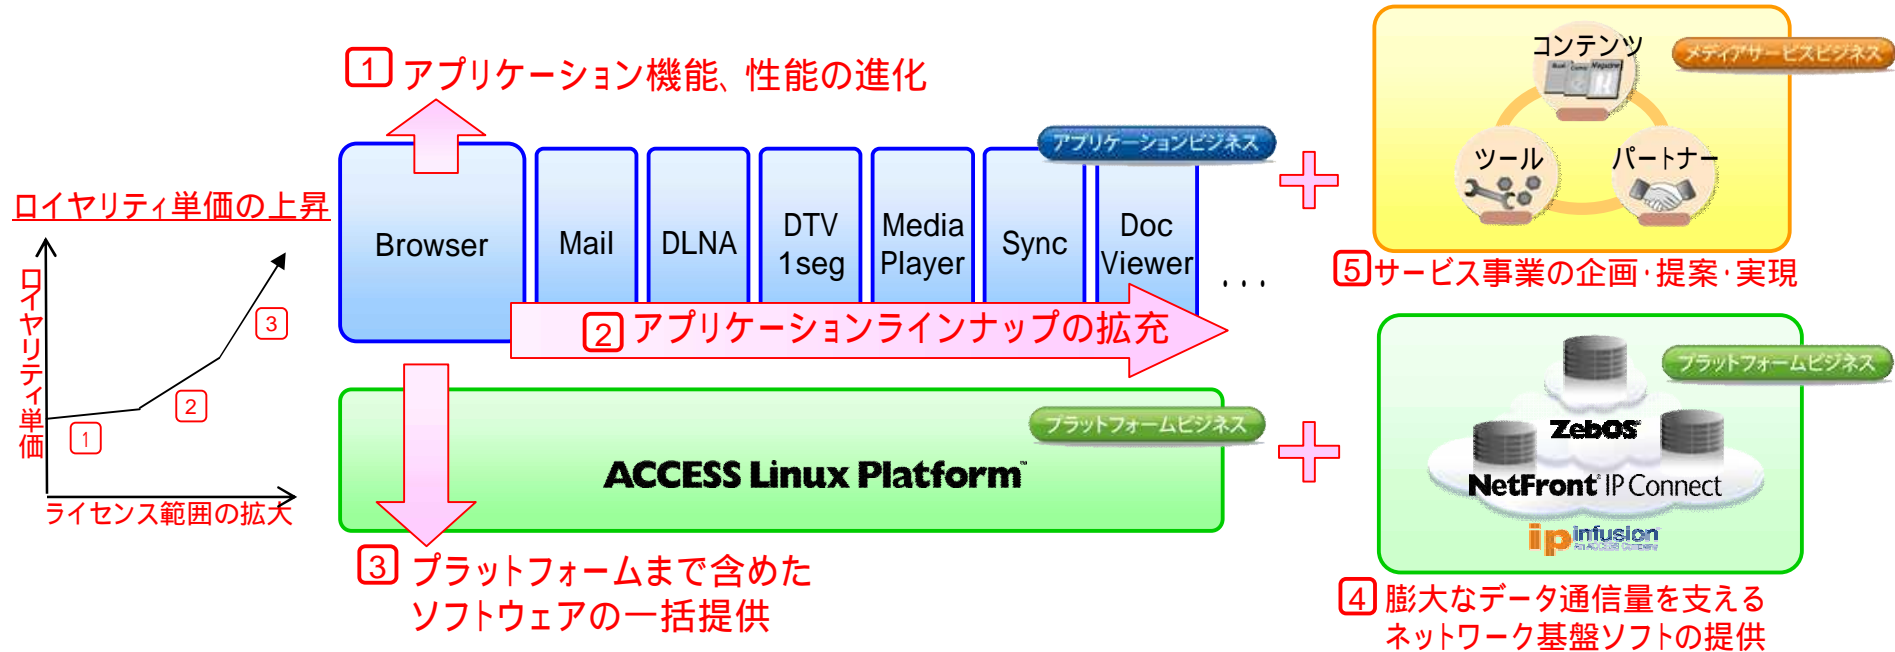 1 アプリケーション機能、性能の進化
アプリケーションビジネス
Browser
Mail
DLNA
DTV
1seg
Media
Player
Sync
Doc
Viewer
...
2 アプリケーションラインナップの拡充
ロイヤリティ単価の上昇
ロイヤリティ単価
1
2
3
ライセンス範囲の拡大
プラットフォームビジネス
ACCESS Linux Platform™
3 プラットフォームまで含めた
ソフトウェアの一括提供
メディアサービスビジネス
コンテンツ
Book
Comic
Magazine
ツール
パートナー
5 サービス事業の企画・提案・実現
プラットフォームビジネス
ZebOS
NetFront IP Connect
ip infusion
An ACCESS Company
4 膨大なデータ通信量を支える
ネットワーク基盤ソフトの提供